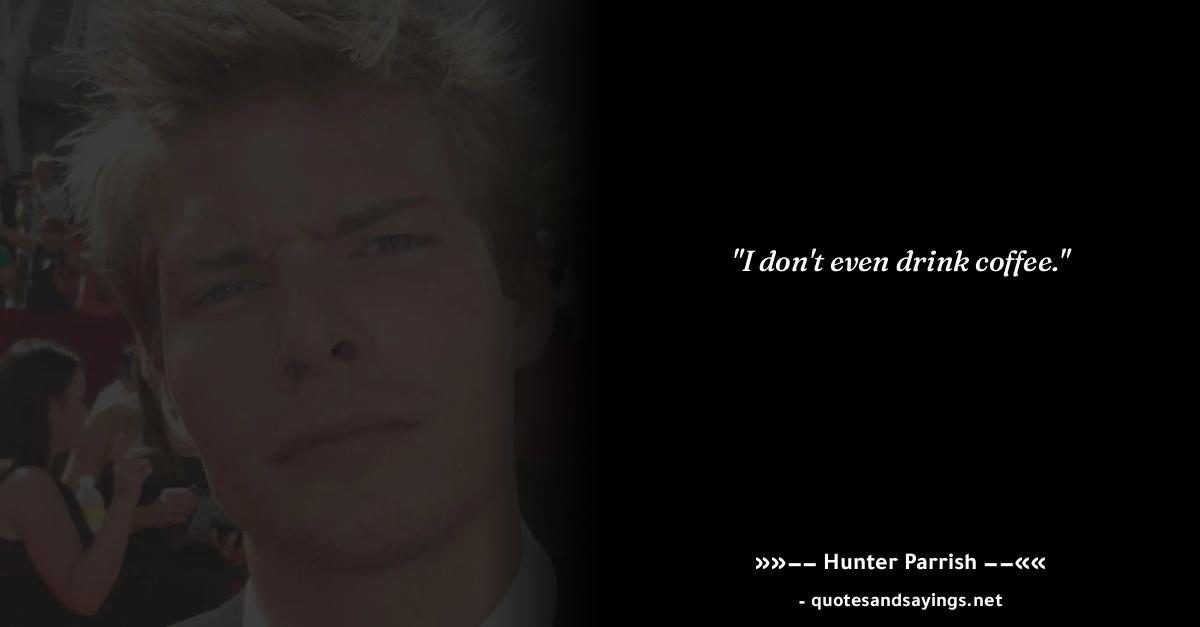 "I don't even drink coffee."
»»−− Hunter Parrish −−««
- quotesandsayings.net